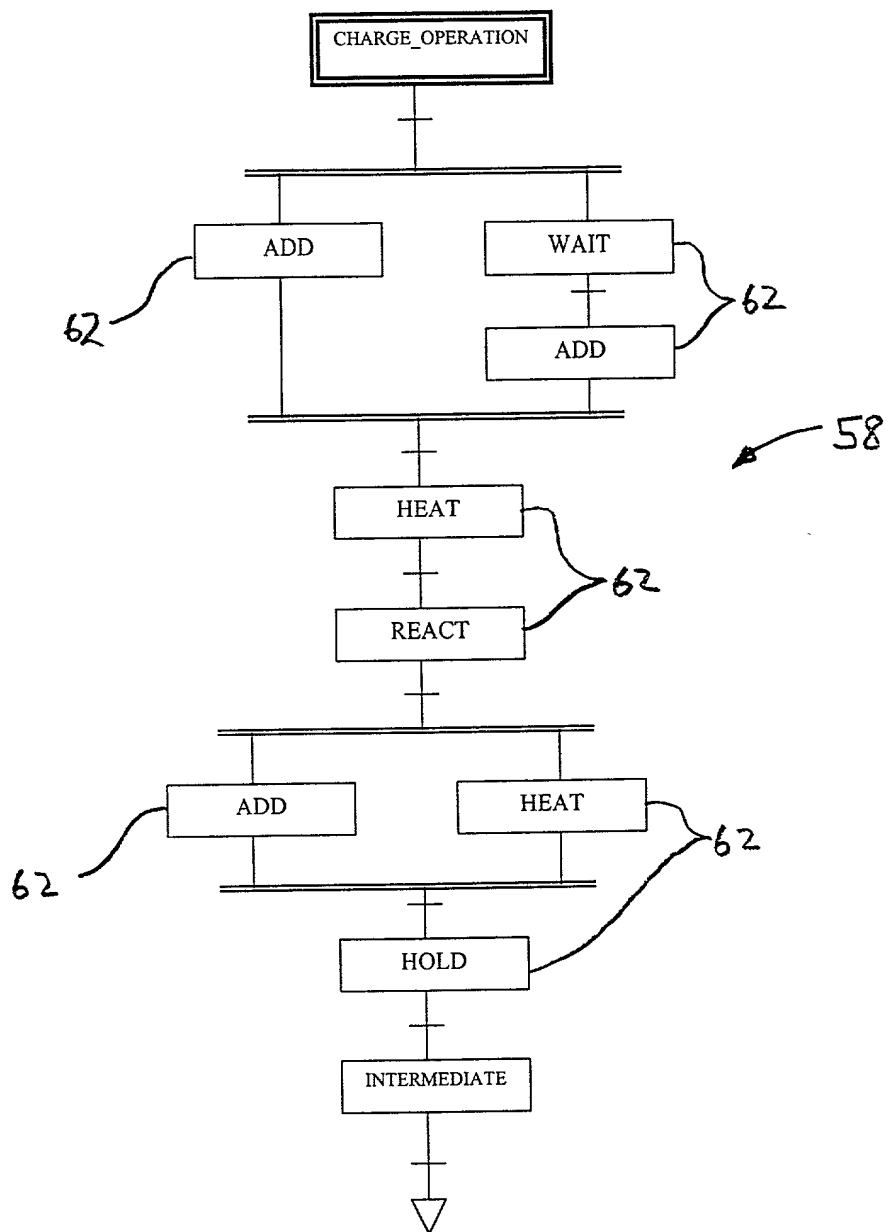 CHARGE_OPERATION
ADD
WAIT
62
62
ADD
58
HEAT
62
REACT
ADD
HEAT
62
62
HOLD
INTERMEDIATE